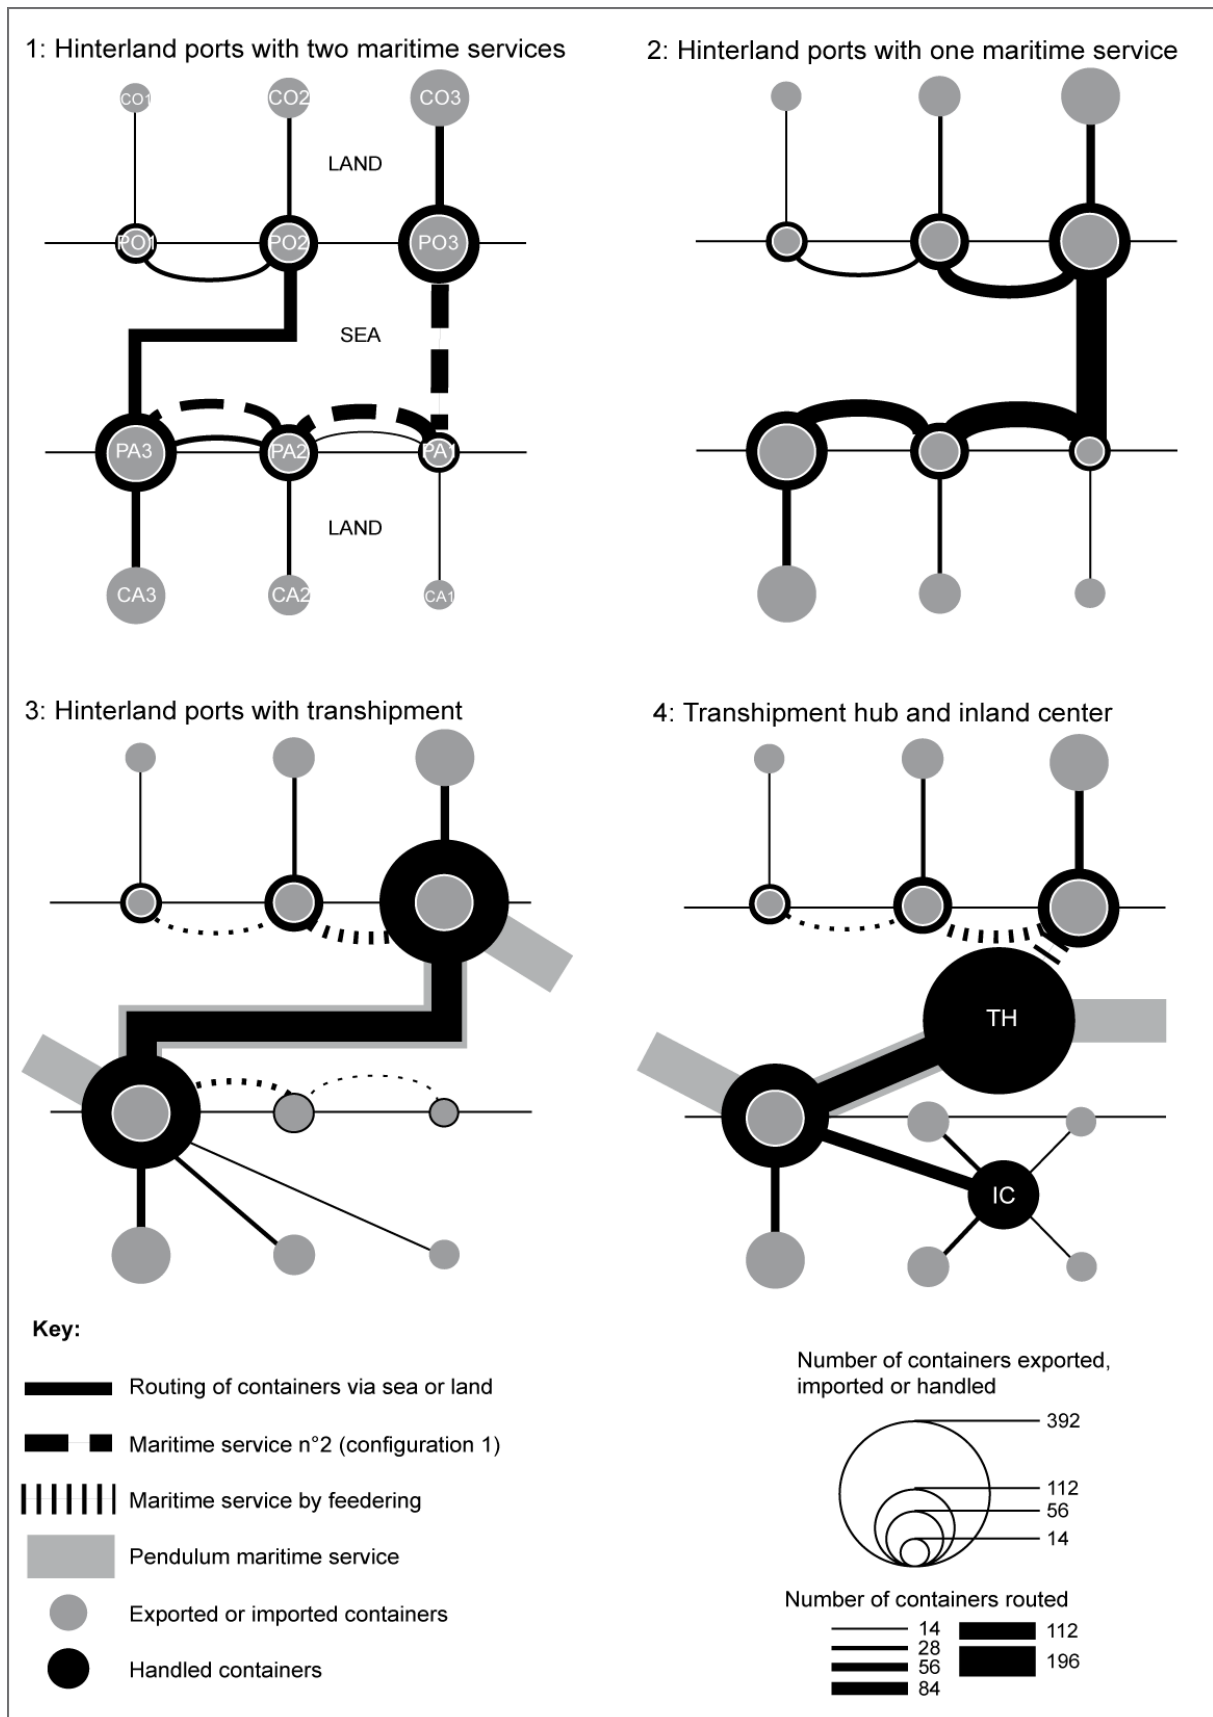 1: Hinterland ports with two maritime services
2: Hinterland ports with one maritime service
CO1
CO2
CO3
LAND
PO1
PO2
PO3
SEA
PA3
PA2
PA1
LAND
CA3
CA2
CA1
3: Hinterland ports with transhipment
4: Transhipment hub and inland center
TH
IC
Key:
Routing of containers via sea or land
Maritime service n°2 (configuration 1)
Maritime service by feedering
Pendulum maritime service
Exported or imported containers
Handled containers
Number of containers exported,
imported or handled
392
112
56
14
Number of containers routed
14
28
56
84
112
196